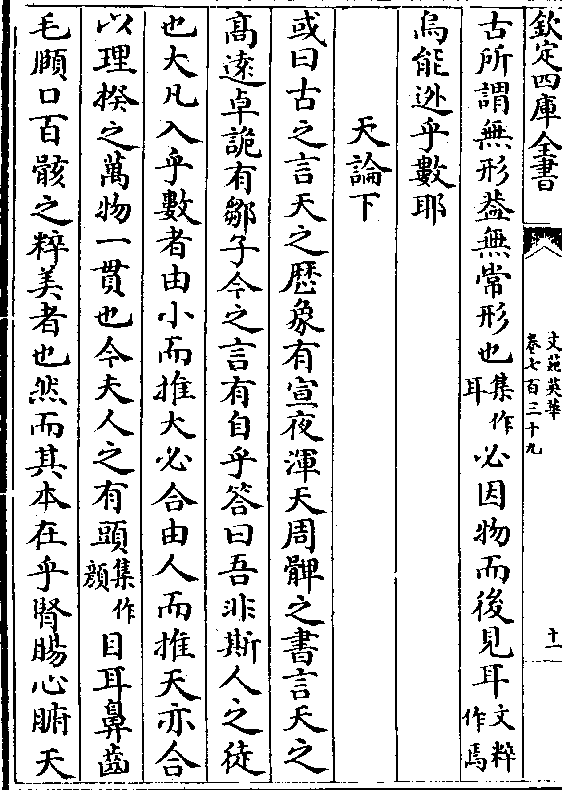 欽定四庫全書
文苑英華
卷七百三十九
十一
古所謂無形葢無常形也集作耳必因物而後見耳文粹作焉
烏能逃乎數耶
天論下
或曰古之言天之歴象有宣夜渾天周髀之書言天之
髙逺卓詭有鄒子今之言有自乎答曰吾非斯人之徒
也大凡入乎數者由小而推大必合由人而推天亦合
以理揆之萬物一貫也今夫人之有頭集作顔目耳鼻齒
毛頤口百骸之粹美者也然而其本在乎腎腸心腑天